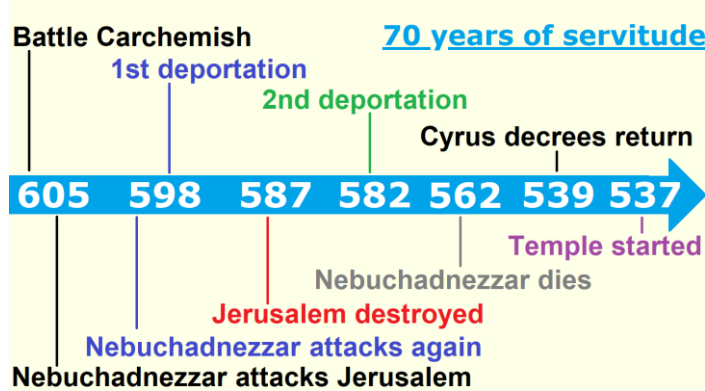 Battle Carchemish
70 years of servitude
1st deportation
2nd deportation
Cyrus decrees return
605 598 587 582 562 539 537
Temple started
Nebuchadnezzar dies
Jerusalem destroyed
Nebuchadnezzar attacks again
Nebuchadnezzar attacks Jerusalem